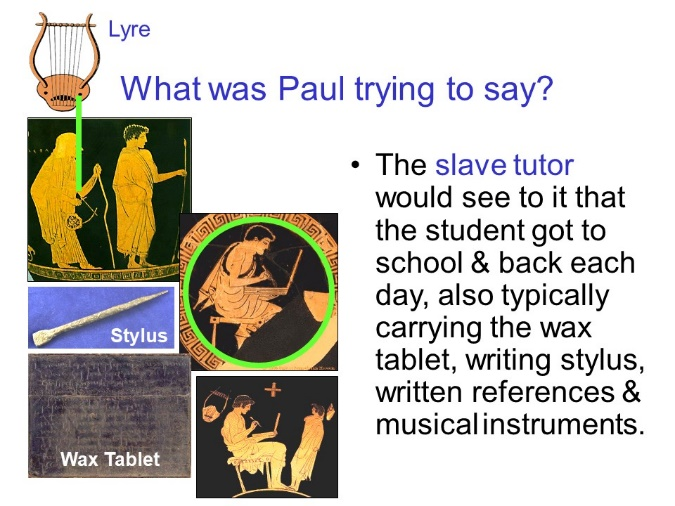 Lyre
What was Paul trying to say?
• The slave tutor
would see to it that
the student got to
school & back each
day, also typically
carrying the wax
tablet, writing stylus,
written references &
musical instruments.
Stylus
Wax Tablet